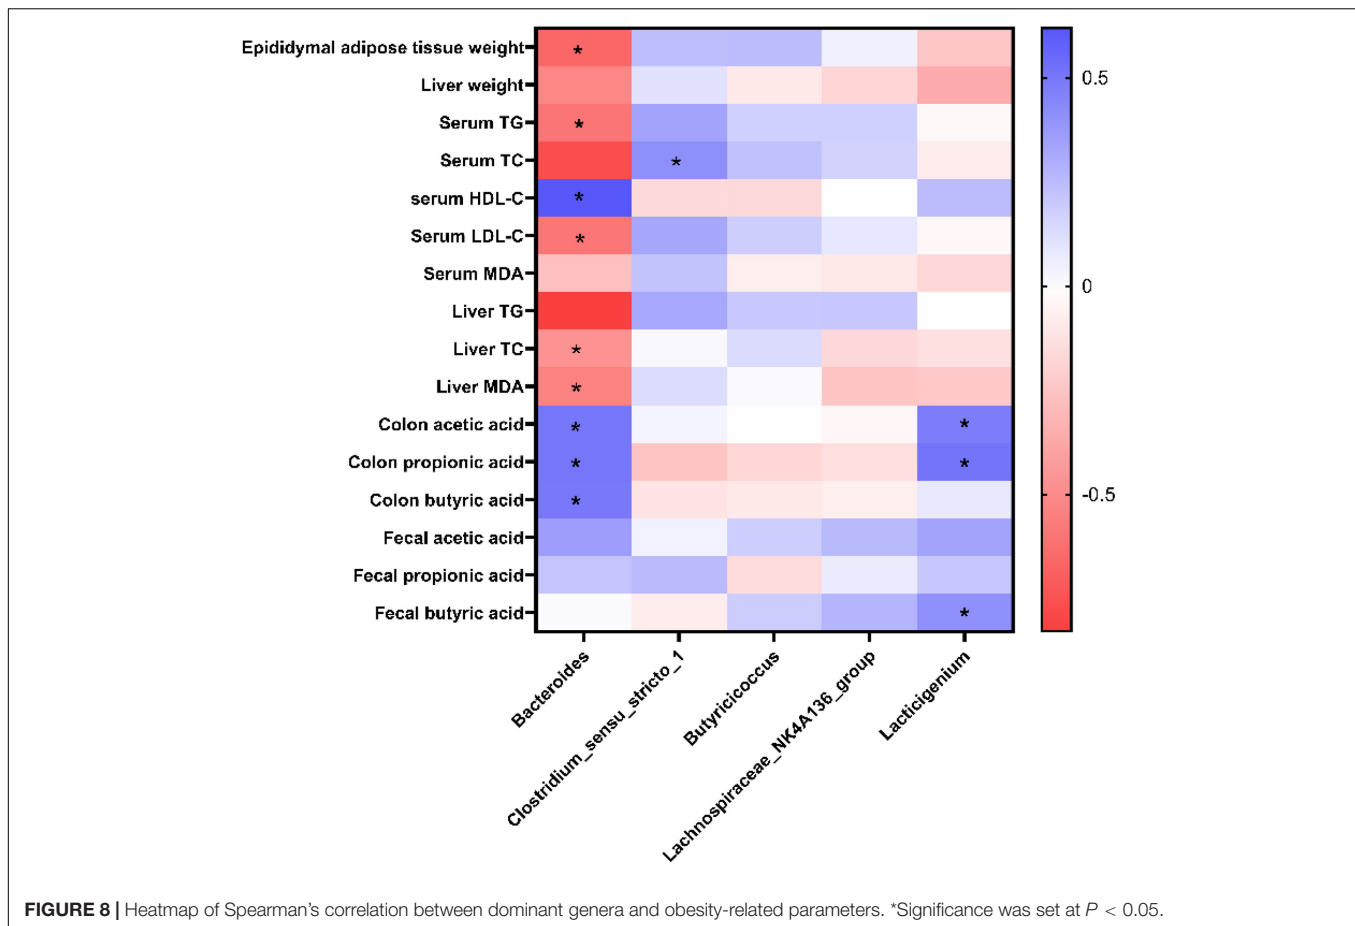 Epididymal adipose tissue weight
Liver weight
Serum TG
Serum TC
serum HDL-C
Serum LDL-C
Serum MDA
Liver TG
Liver TC
Liver MDA
Colon acetic acid
Colon propionic acid
Colon butyric acid
Fecal acetic acid
Fecal propionic acid
Fecal butyric acid
*
*
*
*
*
*
*
*
*
*
*
*
*
0.5
0
-0.5
Bacteroides
Clostridium_sensu_stricto_1
Butyricicoccus
Lachnospiraceae_NK4A136_group
Lacticigenium
FIGURE 8 | Heatmap of Spearman's correlation between dominant genera and obesity-related parameters. *Significance was set at P < 0.05.